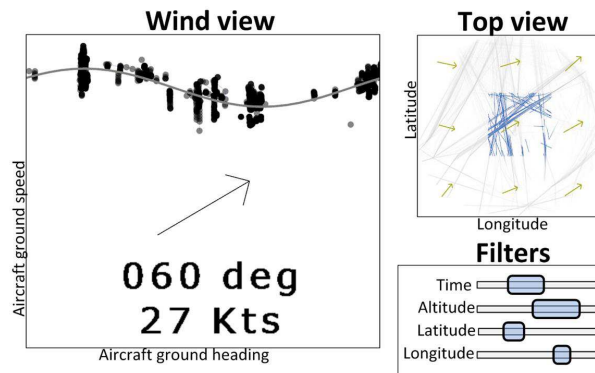 Wind view
Aircraft ground speed
060 deg
27 Kts
Aircraft ground heading
Top view
Latitude
Longitude
Filters
Time
Altitude
Latitude
Longitude